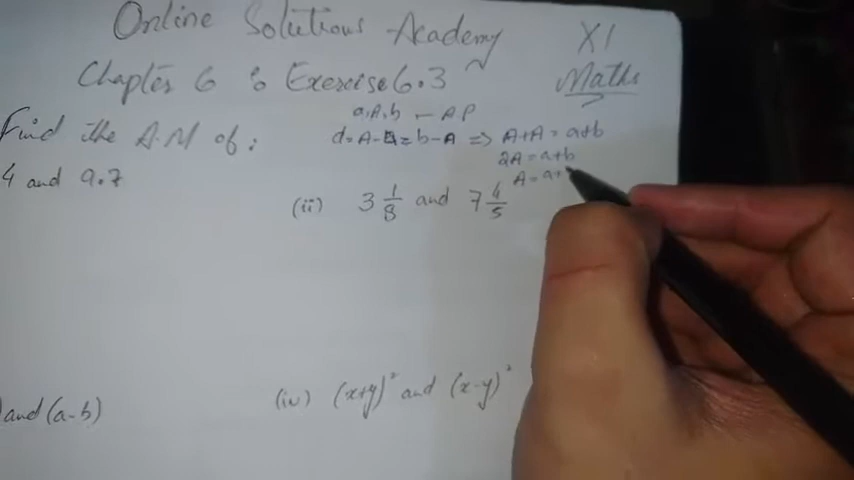 Online Solutions Academy
XI
Chapter 6 : Exercise 6.3
Maths
a, A, b — AP
Find the A.M of:
d = A - a = b - A ⇒ A + A = a + b
2A = a + b
A = a +
4 and 9.7
(ii) 3 1/8 and 7 4/5
and (a-b)
(iv) (x+y)² and (x-y)²